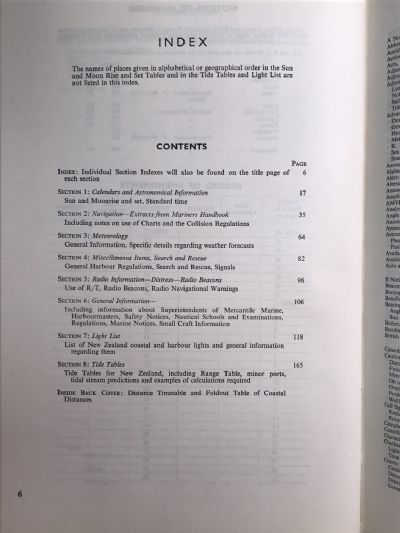 INDEX
The names of places given in alphabetical or geographical order in the Sun
and Moon Rise and Set Tables and in the Tide Tables and Light List are
not listed in this index.
CONTENTS
PAGE
INDEX: Individual Section Indexes will also be found on the title page of 6
each section
SECTION 1: Calendars and Astronomical Information 17
Sun and Moonrise and set, Standard time
SECTION 2: Navigation—Extracts from Mariners Handbook 35
Including notes on use of Charts and the Collision Regulations
SECTION 3: Meteorology 64
General Information, Specific details regarding weather forecasts
SECTION 4: Miscellaneous Items, Search and Rescue 82
General Harbour Regulations, Search and Rescue, Signals
SECTION 5: Radio Information—Distress—Radio Beacons 96
Use of R/T, Radio Beacons, Radio Navigational Warnings
SECTION 6: General Information— 106
Including information about Superintendents of Mercantile Marine,
Harbourmasters, Safety Notices, Nautical Schools and Examinations,
Regulations, Marine Notices, Small Craft Information
SECTION 7: Light List 118
List of New Zealand coastal and harbour lights and general information
regarding them
SECTION 8: Tide Tables 165
Tide Tables for New Zealand, including Range Table, minor ports,
tidal stream predictions and examples of calculations required
INSIDE BACK COVER: Distance Timetable and Foldout Table of Coastal
Distances
6